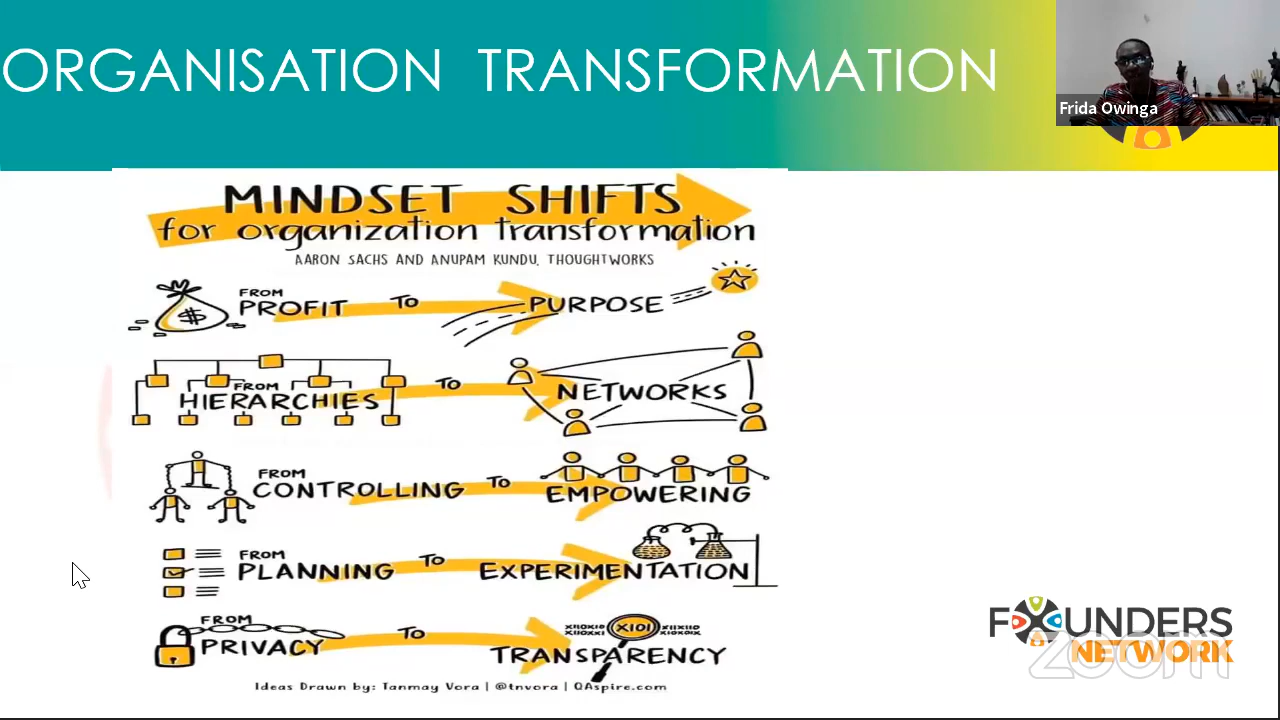 ORGANISATION TRANSFORMATION
Frida Owinga
MINDSET SHIFTS
for organization transformation
AARON SACHS AND ANUPAM KUNDU, THOUGHTWORKS
FROM
PROFIT TO PURPOSE
$
FROM
HIERARCHIES TO NETWORKS
FROM
CONTROLLING TO EMPOWERING
FROM
PLANNING TO EXPERIMENTATION
FROM
PRIVACY TO TRANSPARENCY
X101
Ideas Drawn by: Tanmay Vora | @tnvora | QAspire.com
FOUNDERS
NETWORK
zoom